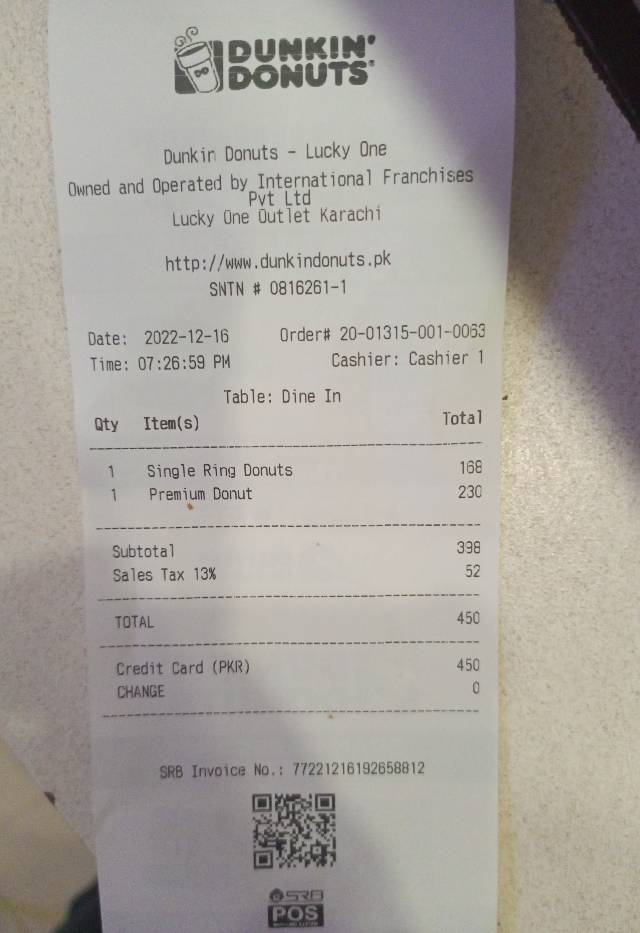 DUNKIN'
DONUTS
Dunkin Donuts - Lucky One
Owned and Operated by International Franchises
Pvt Ltd
Lucky One Outlet Karachi
http://www.dunkindonuts.pk
SNTN # 0816261-1
Date: 2022-12-16 Order# 20-01315-001-0063
Time: 07:26:59 PM Cashier: Cashier 1
Table: Dine In
Qty Item(s) Total
1 Single Ring Donuts 168
1 Premium Donut 230
Subtotal 398
Sales Tax 13% 52
TOTAL 450
Credit Card (PKR) 450
CHANGE 0
SRB Invoice No.: 77221216192658812
SRB
POS